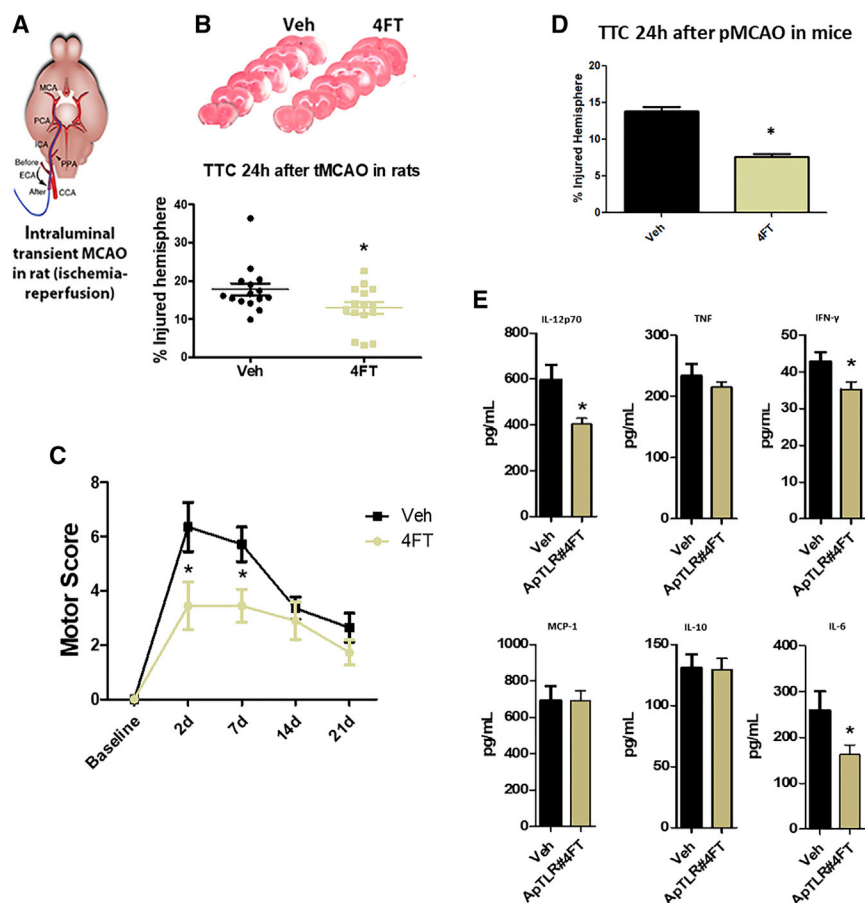 A
MCA
PCA
ICA
Before
PPA
ECA
After
CCA
Intraluminal
transient MCAO
in rat (ischemia-
reperfusion)
B
Veh 4FT
TTC 24h after tMCAO in rats
% Injured hemisphere
40
30
20
10
0
*
Veh 4FT
C
Motor Score
8
6
4
2
0
* *
Veh
4FT
Baseline 2d 7d 14d 21d
D
TTC 24h after pMCAO in mice
% Injured Hemisphere
20
15
10
5
0
*
Veh 4FT
E
IL-12p70
pg/mL
800
600
400
200
0
*
Veh ApTLR#4FT
TNF
pg/mL
300
200
100
0
Veh ApTLR#4FT
IFN-γ
pg/mL
50
40
30
20
10
0
*
Veh ApTLR#4FT
MCP-1
pg/mL
1000
800
600
400
200
0
Veh ApTLR#4FT
IL-10
pg/mL
150
100
50
0
Veh ApTLR#4FT
IL-6
pg/mL
400
300
200
100
0
*
Veh ApTLR#4FT